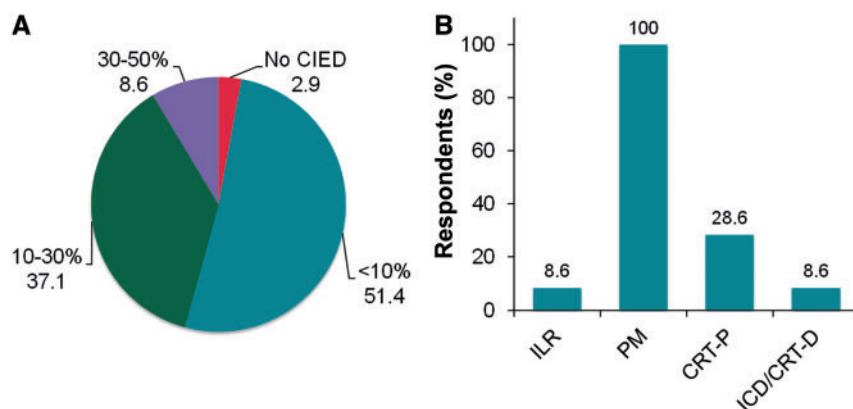 A
30-50%
8.6
No CIED
2.9
10-30%
37.1
<10%
51.4
B
Respondents (%)
100
80
60
40
20
0
8.6
100
28.6
8.6
ILR
PM
CRT-P
ICD/CRT-D